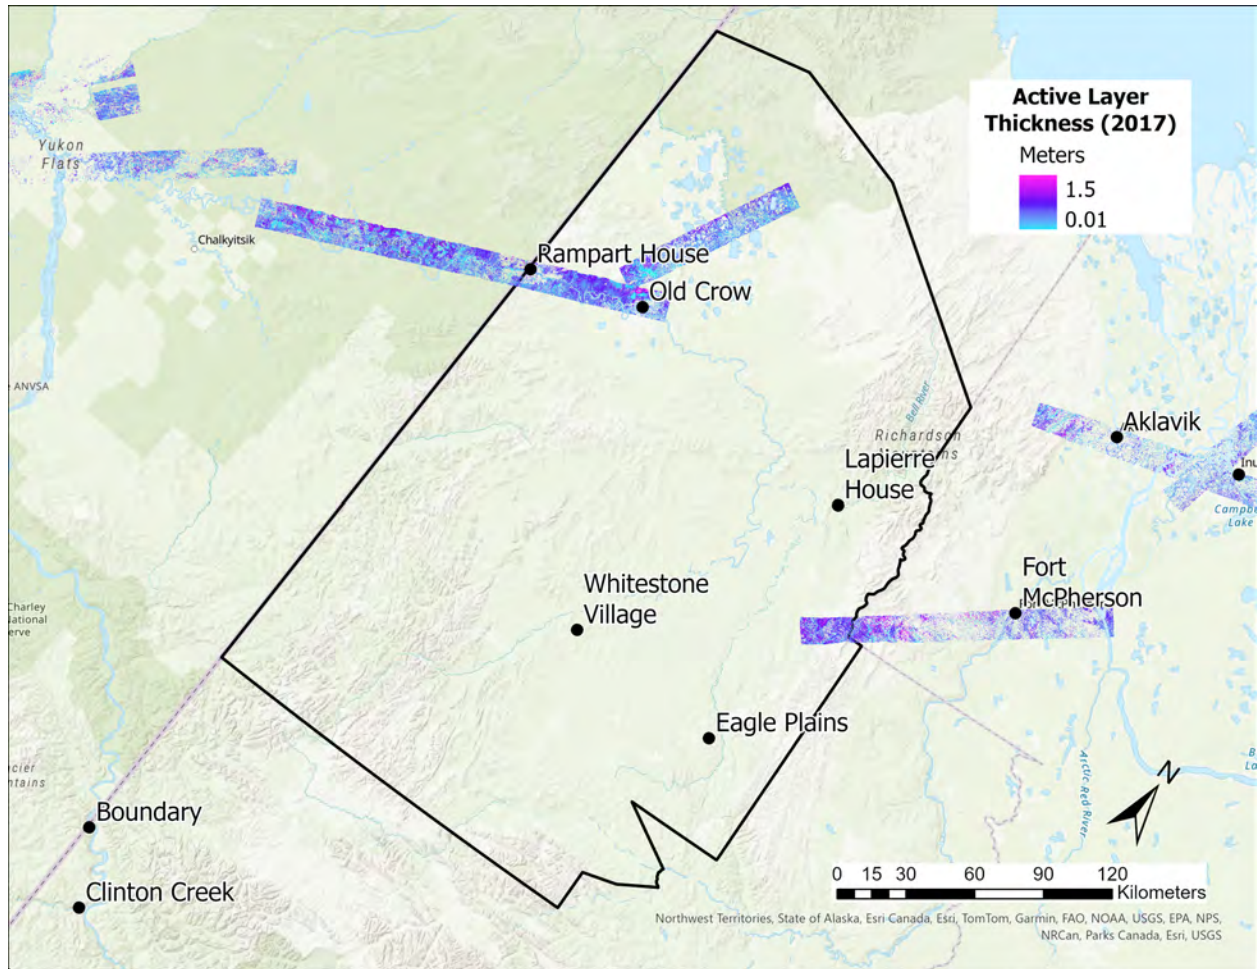 Active Layer
Thickness (2017)
Meters
1.5
0.01
Yukon
Flats
Chalkyitsik
Rampart House
Old Crow
ANVSA
Bell River
Richardson
Aklavik
Lapierre
House
Inu
Lake
Fort
McPherson
Whitestone
Village
Charley
National
Eagle Plains
Arctic Red River
N
Boundary
Clinton Creek
0 15 30 60 90 120
Kilometers
Northwest Territories, State of Alaska, Esri Canada, Esri, TomTom, Garmin, FAO, NOAA, USGS, EPA, NPS,
NRCan, Parks Canada, Esri, USGS